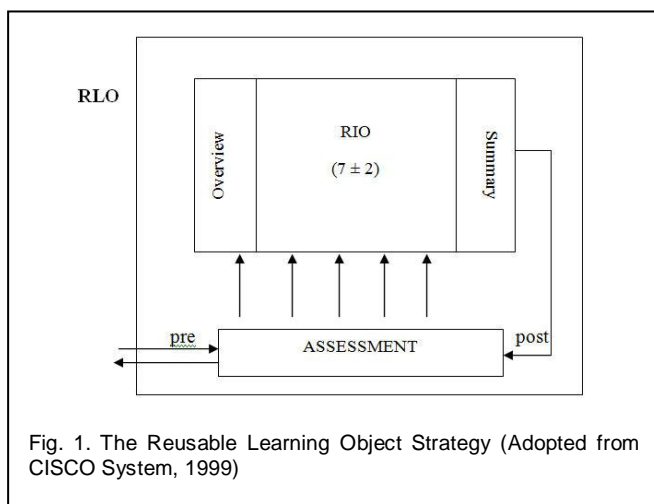 RLO
Overview
RIO
(7 ± 2)
Summary
pre
ASSESSMENT
post
Fig. 1. The Reusable Learning Object Strategy (Adopted from
CISCO System, 1999)